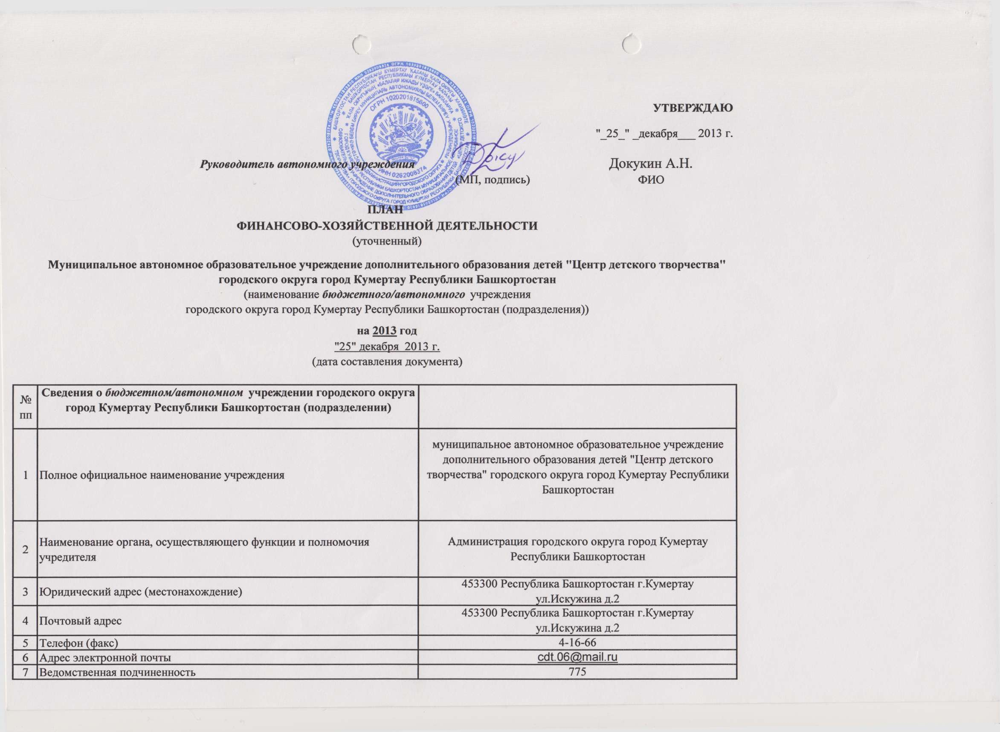 УТВЕРЖДАЮ
"_25_" _декабря___ 2013 г.
ОГРН 1020201815600
ИНН 0262008374
Руководитель автономного учреждения
Докукин А.Н.
(МП, подпись)
ФИО
ПЛАН
ФИНАНСОВО-ХОЗЯЙСТВЕННОЙ ДЕЯТЕЛЬНОСТИ
(уточненный)
Муниципальное автономное образовательное учреждение дополнительного образования детей "Центр детского творчества"
городского округа город Кумертау Республики Башкортостан
(наименование бюджетного/автономного учреждения
городского округа город Кумертау Республики Башкортостан (подразделения))
на 2013 год
"25" декабря 2013 г.
(дата составления документа)
№ пп
Сведения о бюджетном/автономном учреждении городского округа
город Кумертау Республики Башкортостан (подразделении)
1 Полное официальное наименование учреждения
муниципальное автономное образовательное учреждение
дополнительного образования детей "Центр детского
творчества" городского округа город Кумертау Республики
Башкортостан
2 Наименование органа, осуществляющего функции и полномочия
учредителя
Администрация городского округа город Кумертау
Республики Башкортостан
3 Юридический адрес (местонахождение)
453300 Республика Башкортостан г.Кумертау
ул.Искужина д.2
4 Почтовый адрес
453300 Республика Башкортостан г.Кумертау
ул.Искужина д.2
5 Телефон (факс) 4-16-66
6 Адрес электронной почты cdt.06@mail.ru
7 Ведомственная подчиненность 775